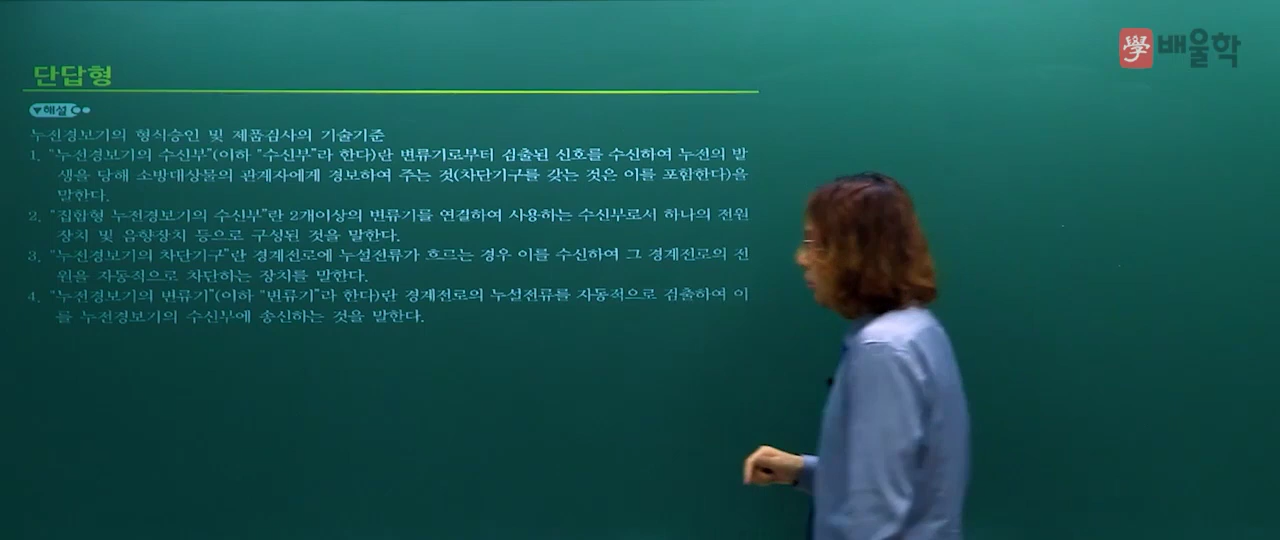 學 배울학
단답형
▼해설
누전경보기의 형식승인 및 제품검사의 기술기준
1. "누전경보기의 수신부"(이하 "수신부"라 한다)란 변류기로부터 검출된 신호를 수신하여 누전의 발
생을 당해 소방대상물의 관계자에게 경보하여 주는 것(차단기구를 갖는 것은 이를 포함한다)을
말한다.
2. "집합형 누전경보기의 수신부"란 2개이상의 변류기를 연결하여 사용하는 수신부로서 하나의 전원
장치 및 음향장치 등으로 구성된 것을 말한다.
3. "누전경보기의 차단기구"란 경계전로에 누설전류가 흐르는 경우 이를 수신하여 그 경계전로의 전
원을 자동적으로 차단하는 장치를 말한다.
4. "누전경보기의 변류기"(이하 "변류기"라 한다)란 경계전로의 누설전류를 자동적으로 검출하여 이
를 누전경보기의 수신부에 송신하는 것을 말한다.